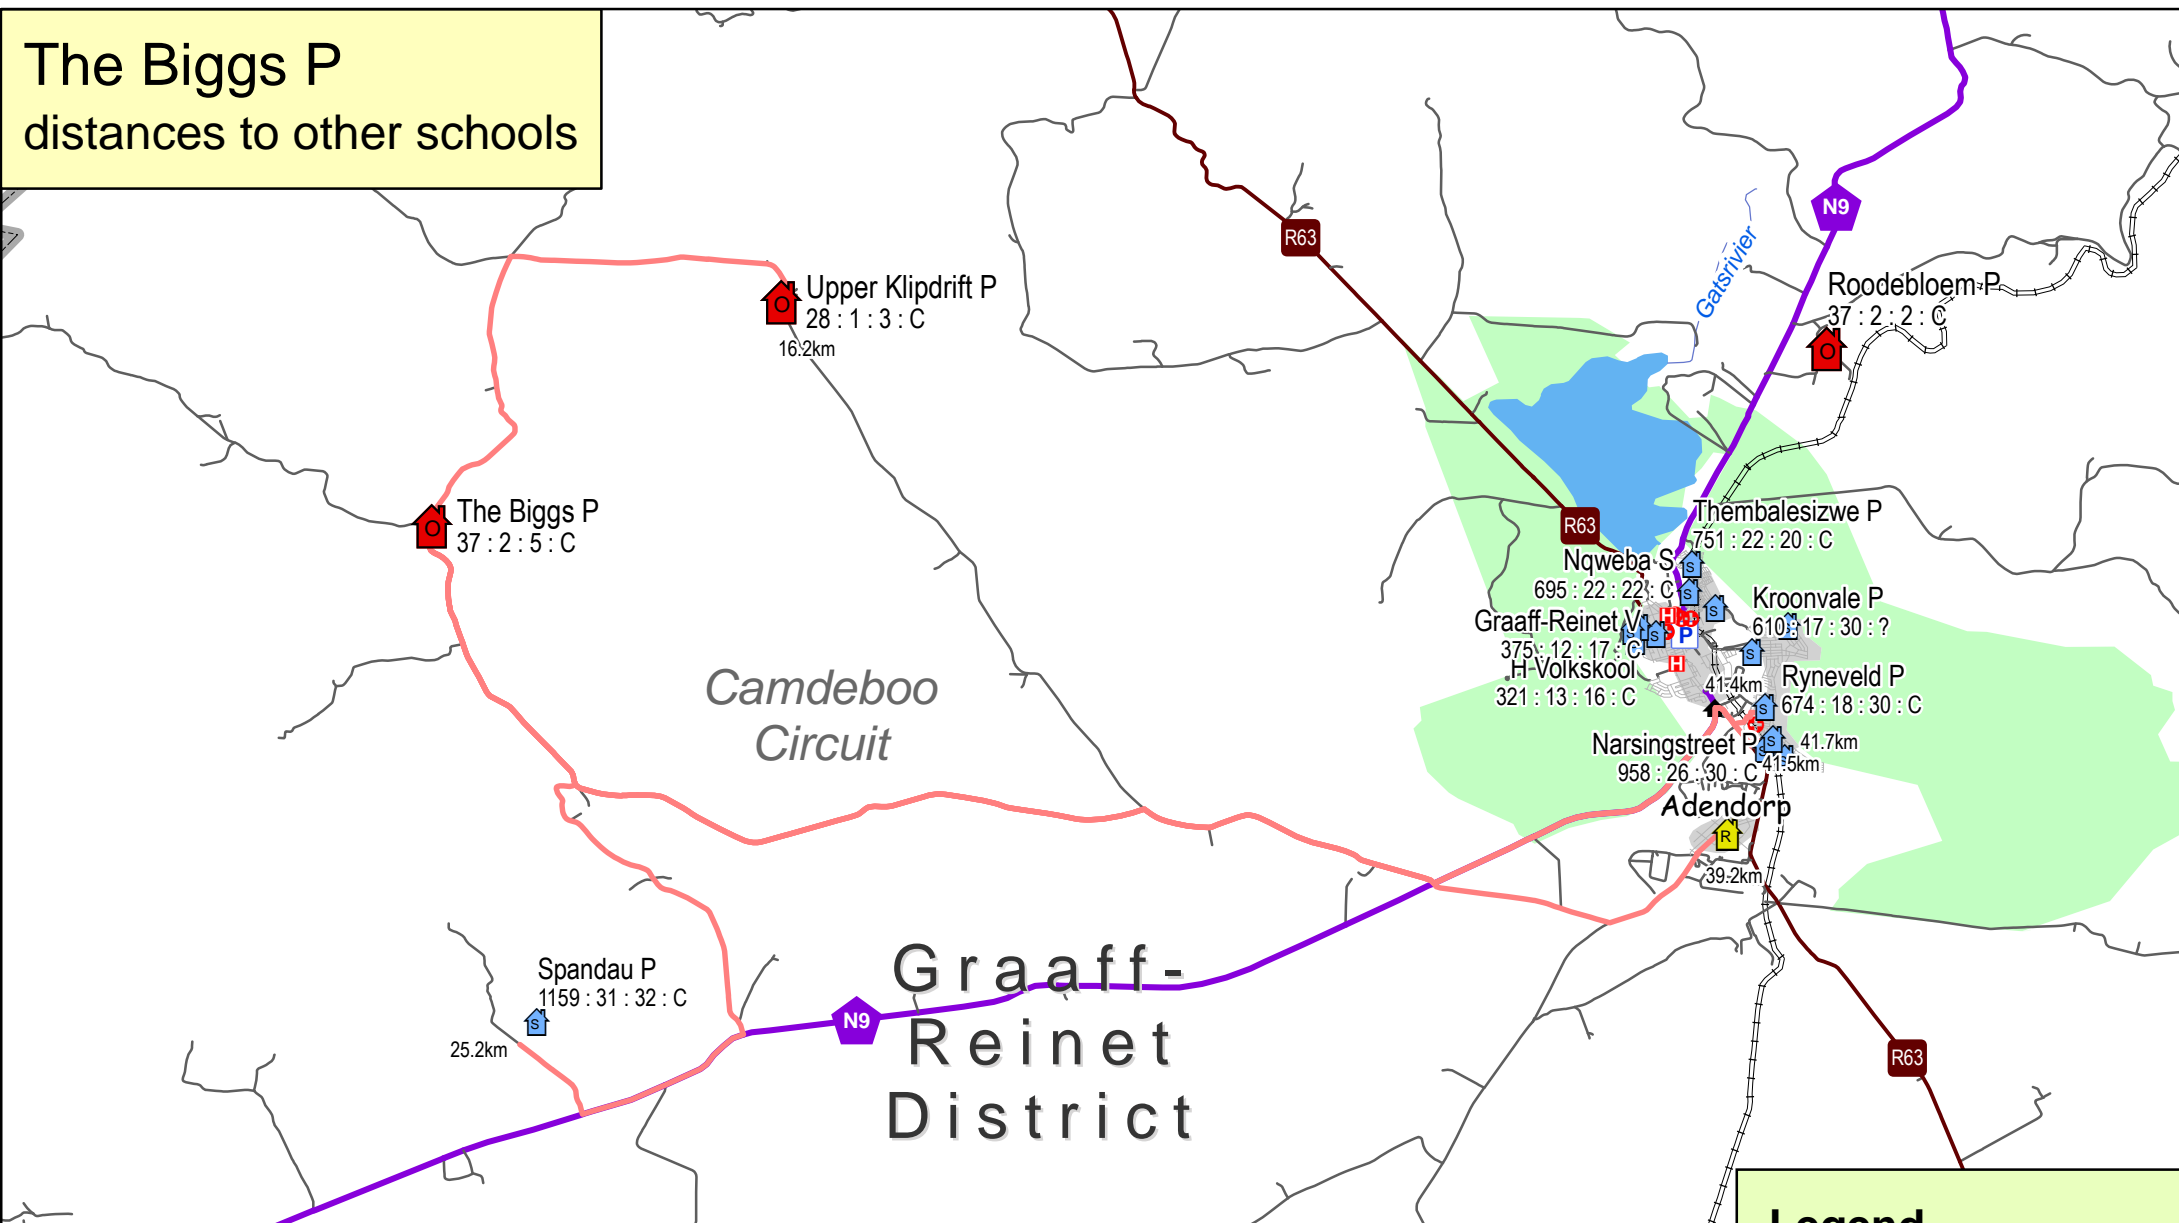 The Biggs P
distances to other schools
N9
R63
Gatsrivier
Upper Klipdrift P
28 : 1 : 3 : C
16.2km
Roodebloem P
37 : 2 : 2 : C
O
O
The Biggs P
37 : 2 : 5 : C
O
R63
Thembalesizwe P
751 : 22 : 20 : C
Nqweba S
695 : 22 : 22 : C
S
S
S
Kroonvale P
610 : 17 : 30 : ?
Graaff-Reinet V
375 : 12 : 17 : C
H
P
S
S
H Volkskool
321 : 13 : 16 : C
H
41.4km
Ryneveld P
674 : 18 : 30 : C
S
Camdeboo
Circuit
Narsingstreet P
958 : 26 : 30 : C
S
S
41.7km
41.5km
Adendorp
R
39.2km
Spandau P
1159 : 31 : 32 : C
S
25.2km
N9
Graaff-
Reinet
District
R63
Legend